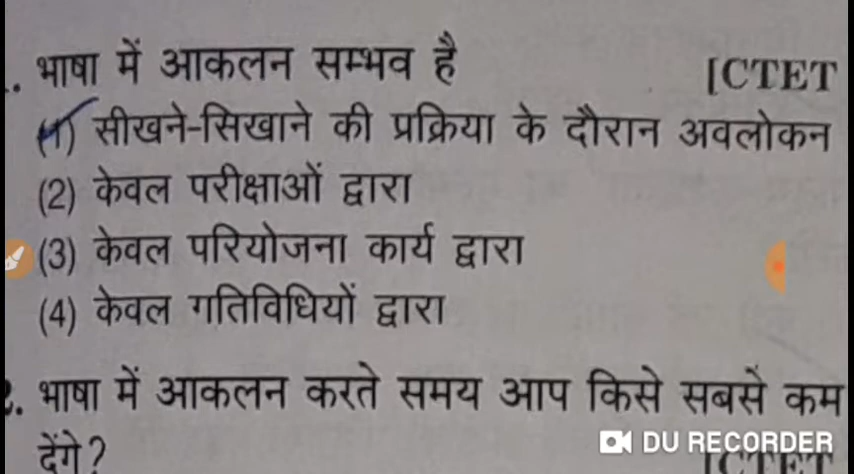 . भाषा में आकलन सम्भव है [CTET
(1) सीखने-सिखाने की प्रक्रिया के दौरान अवलोकन
(2) केवल परीक्षाओं द्वारा
(3) केवल परियोजना कार्य द्वारा
(4) केवल गतिविधियों द्वारा
. भाषा में आकलन करते समय आप किसे सबसे कम
देंगे?
DU RECORDER